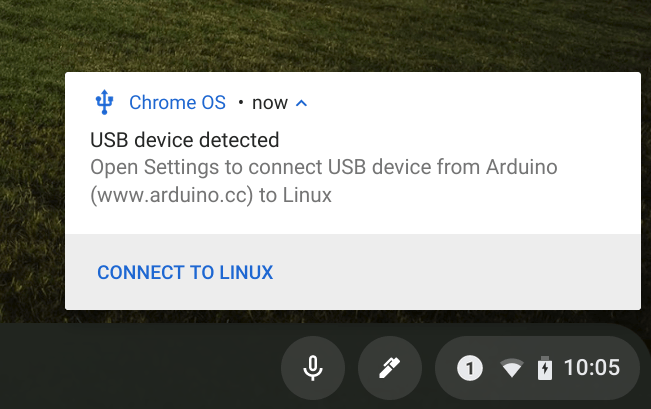 Chrome OS • now
USB device detected
Open Settings to connect USB device from Arduino
(www.arduino.cc) to Linux
CONNECT TO LINUX
1 10:05